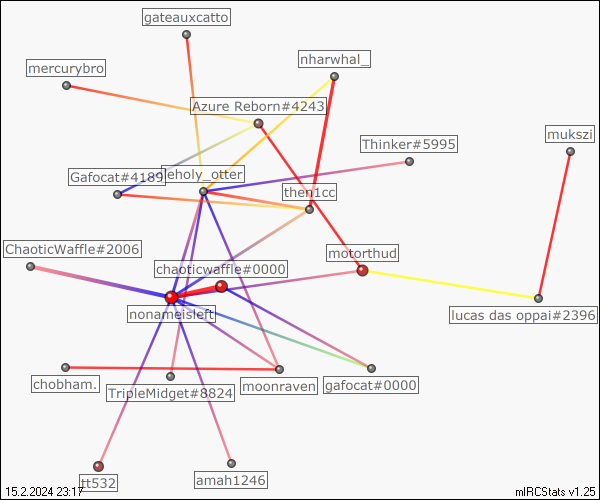 gateauxcatto
nharwhal_
mercurybro
Azure Reborn#4243
mukszi
Thinker#5995
Gafocat#4189
leholy_otter
then1cc
ChaoticWaffle#2006
motorthud
chaoticwaffle#0000
nonameisleft
lucas das oppai#2396
chobham.
TripleMidget#8824
moonraven
gafocat#0000
tt532
amah1246
15.2.2024 23:17
mIRCStats v1.25